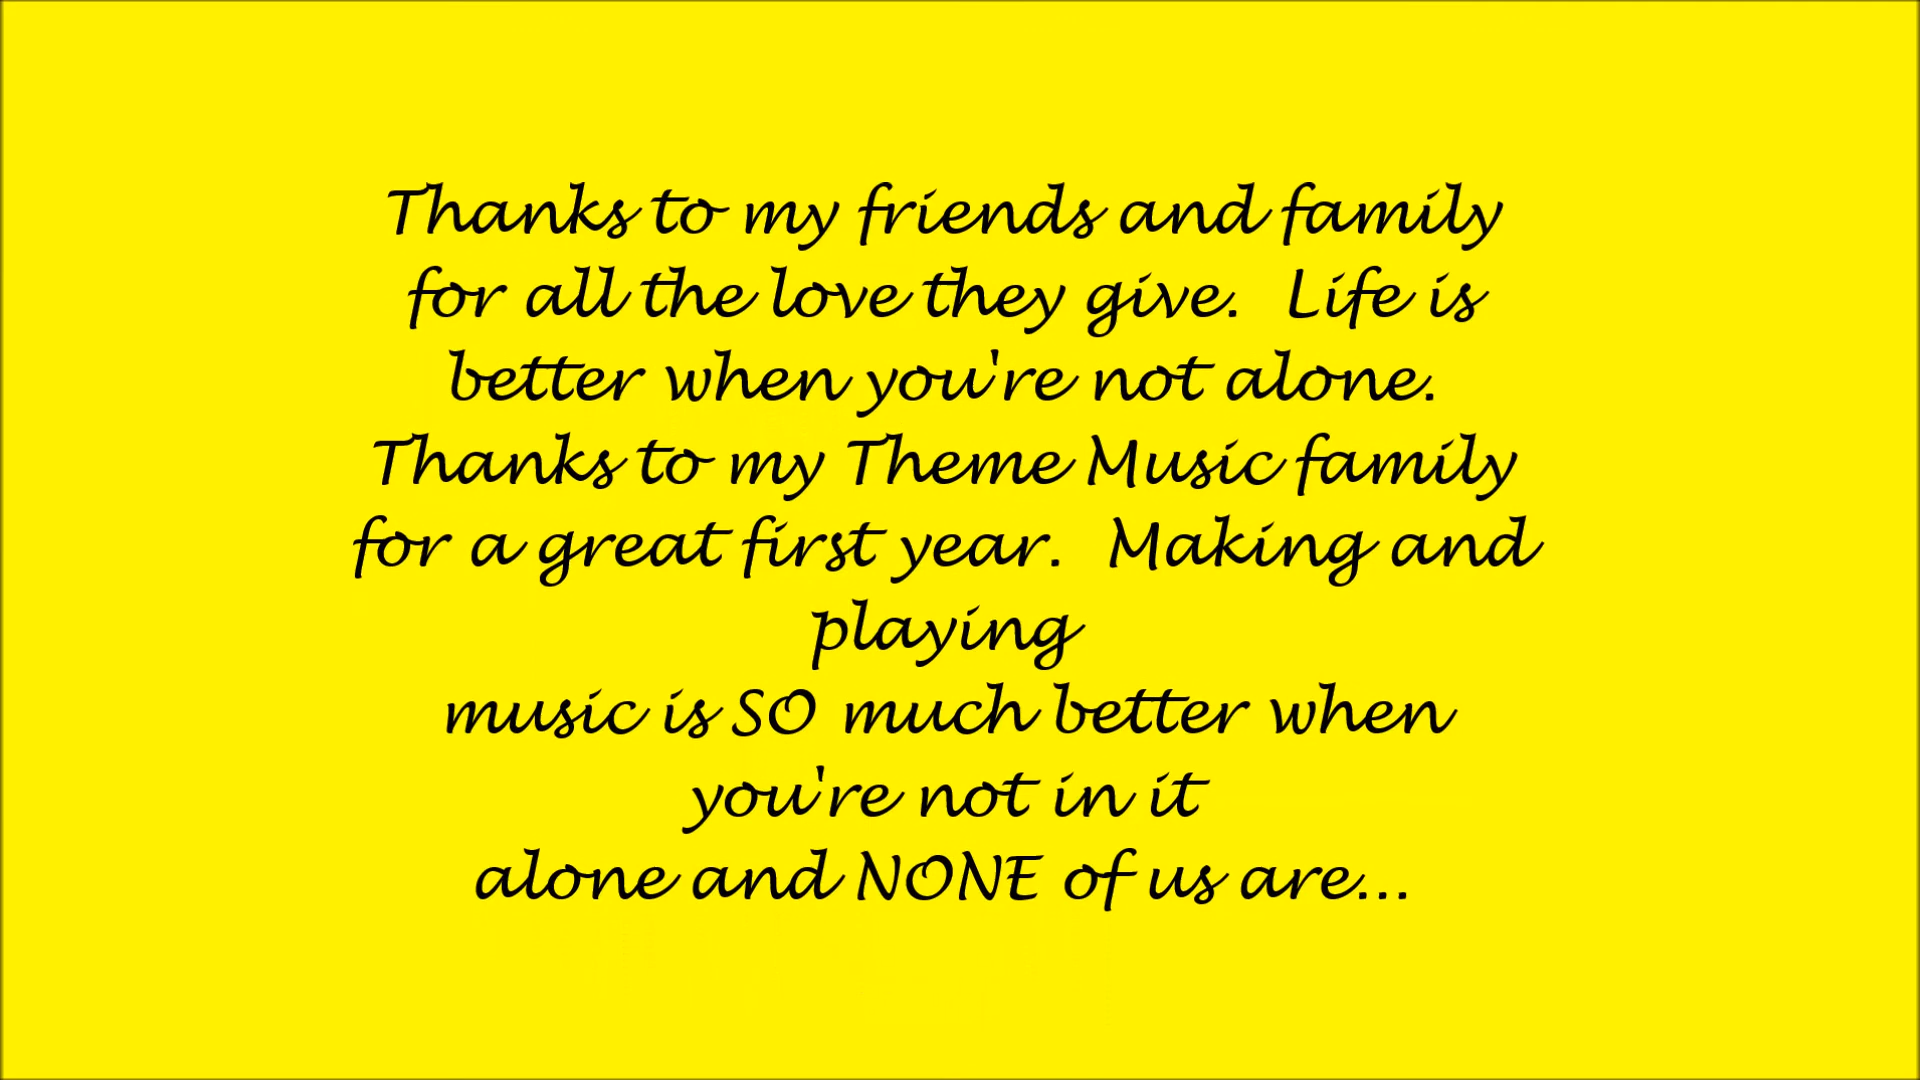 Thanks to my friends and family
for all the love they give.  Life is
better when you're not alone.
Thanks to my Theme Music family
for a great first year.  Making and
playing
music is SO much better when
you're not in it
alone and NONE of us are...